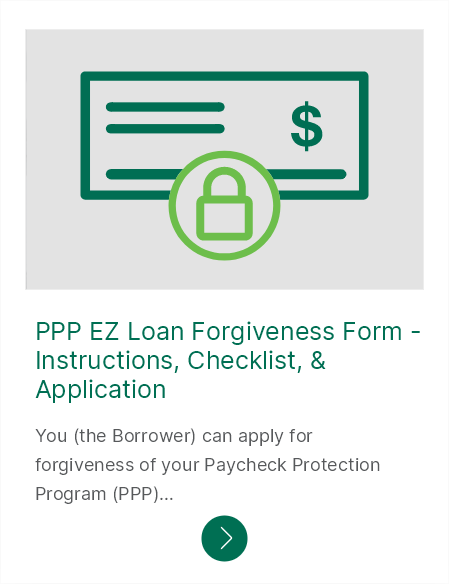 $
PPP EZ Loan Forgiveness Form -
Instructions, Checklist, &
Application
You (the Borrower) can apply for
forgiveness of your Paycheck Protection
Program (PPP)...